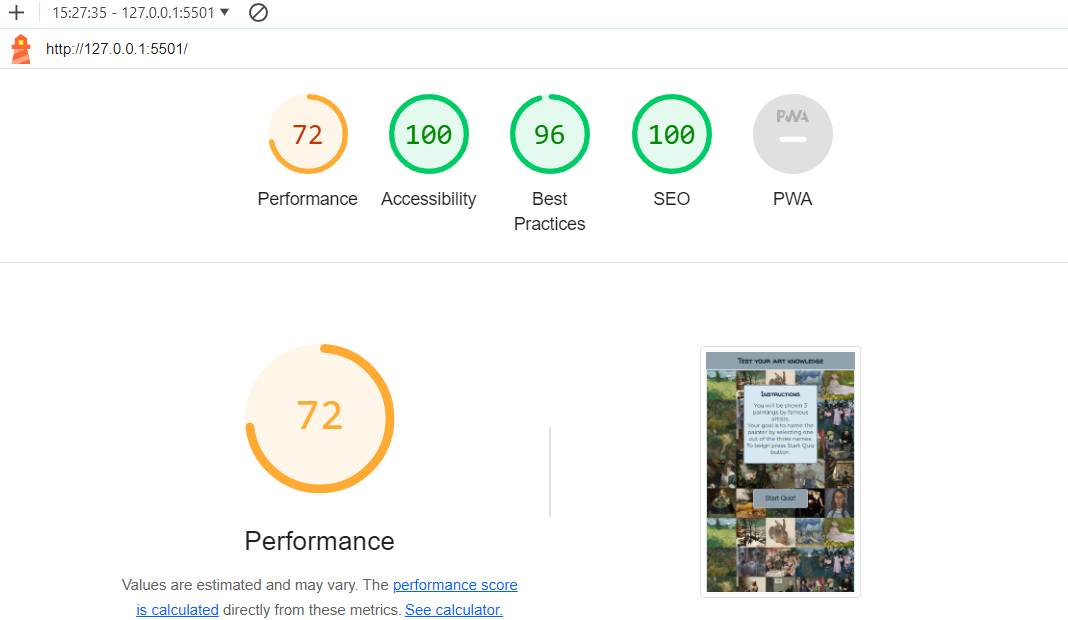 15:27:35 - 127.0.0.1:5501
http://127.0.0.1:5501/
72
100
96
100
PWA
Performance
Accessibility
Best
Practices
SEO
PWA
72
Performance
Values are estimated and may vary. The performance score
is calculated directly from these metrics. See calculator.
Test your art knowledge
Instructions
You will be shown 3
paintings by famous
artists.
Your goal is to name the
painter by selecting one
out of the three names.
To beign press Start Quiz
button.
Start Quiz!